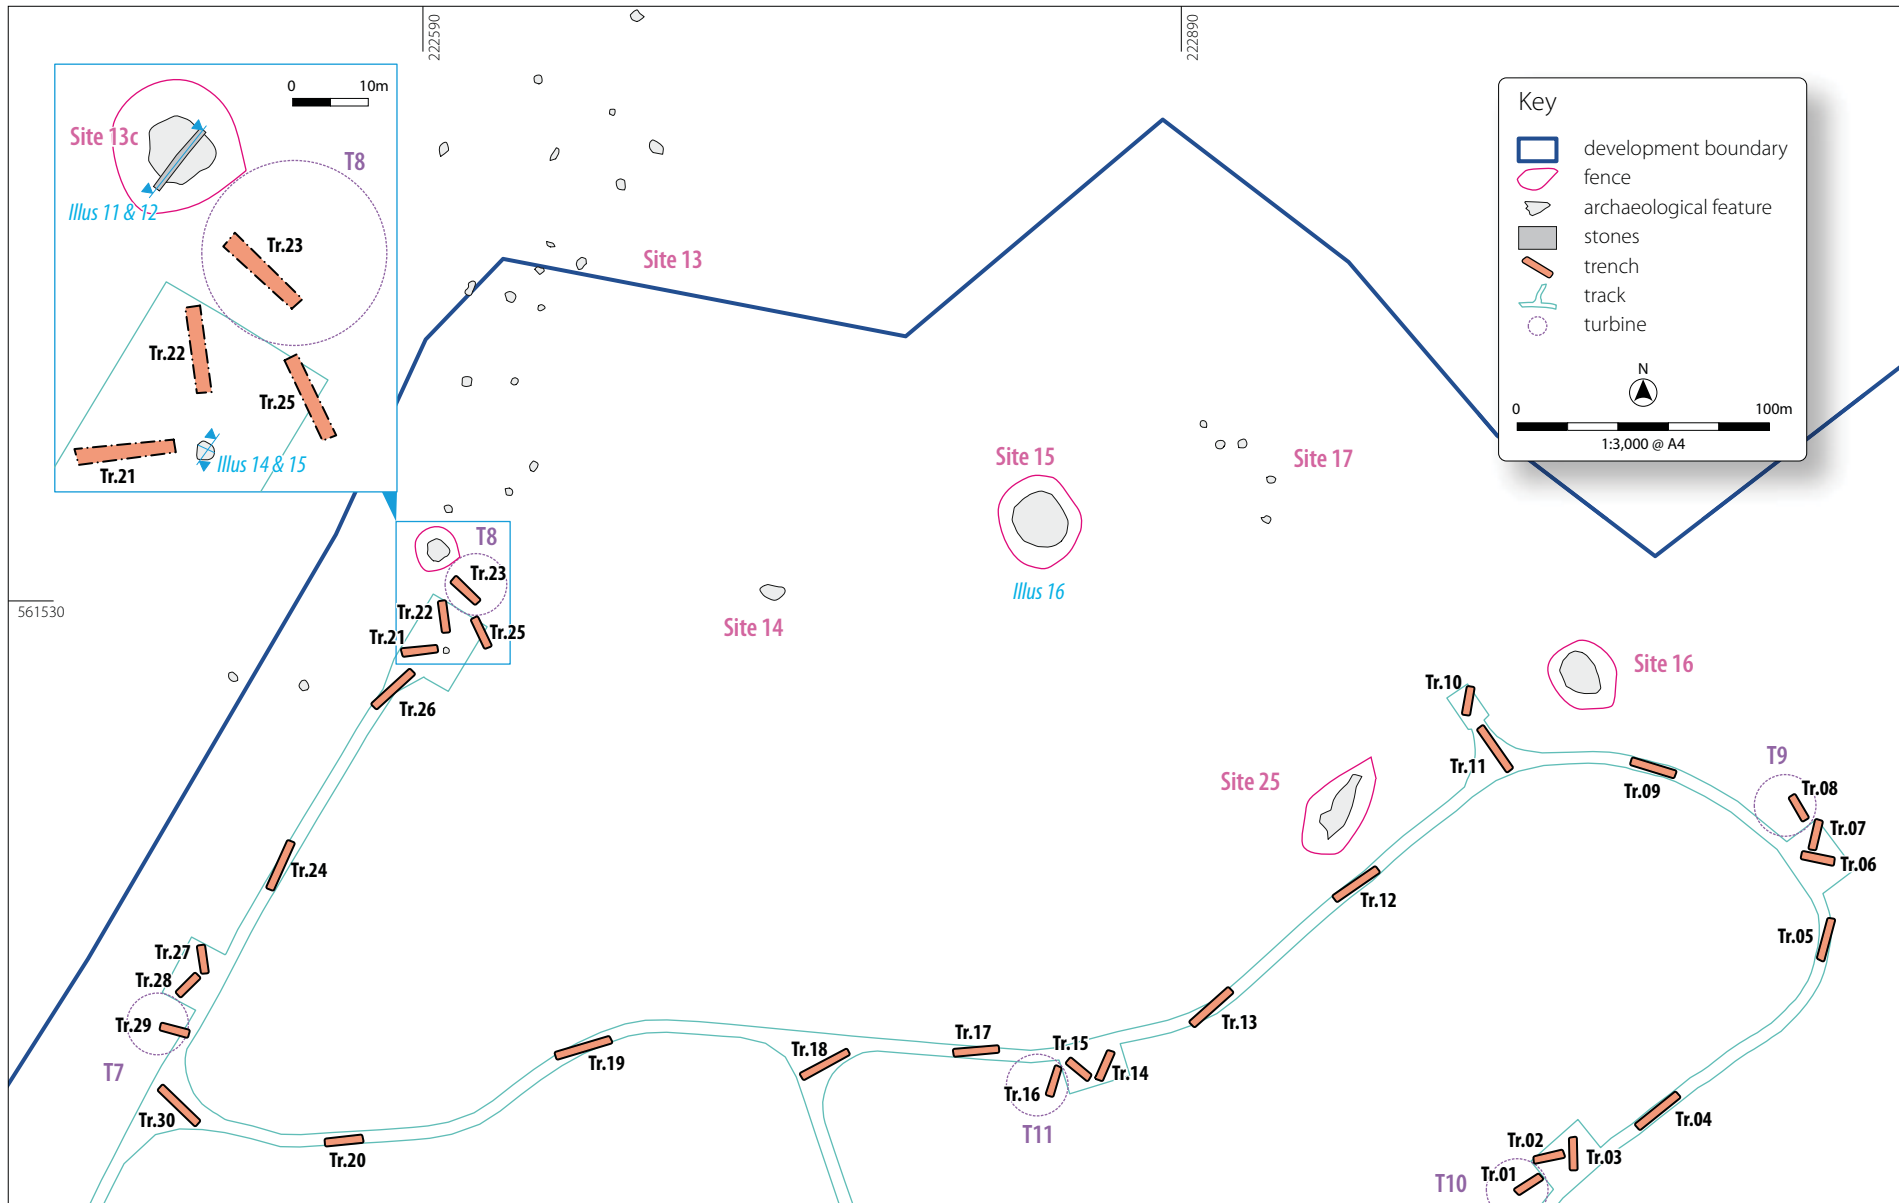 222590
222890
0 10m
Site 13c
T8
Illus 11 & 12
Tr.23
Tr.22
Tr.25
Tr.21
Illus 14 & 15
Key
development boundary
fence
archaeological feature
stones
trench
track
turbine
N
0 100m
1:3,000 @ A4
Site 13
Site 15
Site 17
Illus 16
Site 14
561530
T8
Tr.23
Tr.22
Tr.21
Tr.25
Tr.26
Site 16
Tr.10
Tr.11
Site 25
Tr.09
T9
Tr.08
Tr.07
Tr.06
Tr.24
Tr.12
Tr.05
Tr.27
Tr.28
Tr.29
T7
Tr.30
Tr.20
Tr.19
Tr.18
Tr.17
Tr.15
Tr.14
Tr.16
T11
Tr.13
Tr.04
Tr.02
Tr.03
Tr.01
T10